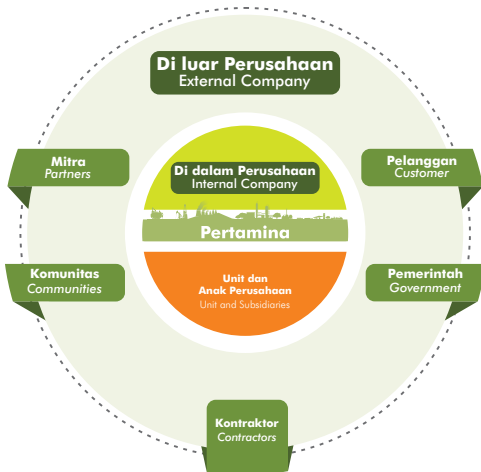 Di luar Perusahaan
External Company
Mitra
Partners
Pelanggan
Customer
Di dalam Perusahaan
Internal Company
Pertamina
Komunitas
Communities
Unit dan
Anak Perusahaan
Unit and Subsidiaries
Pemerintah
Government
Kontraktor
Contractors